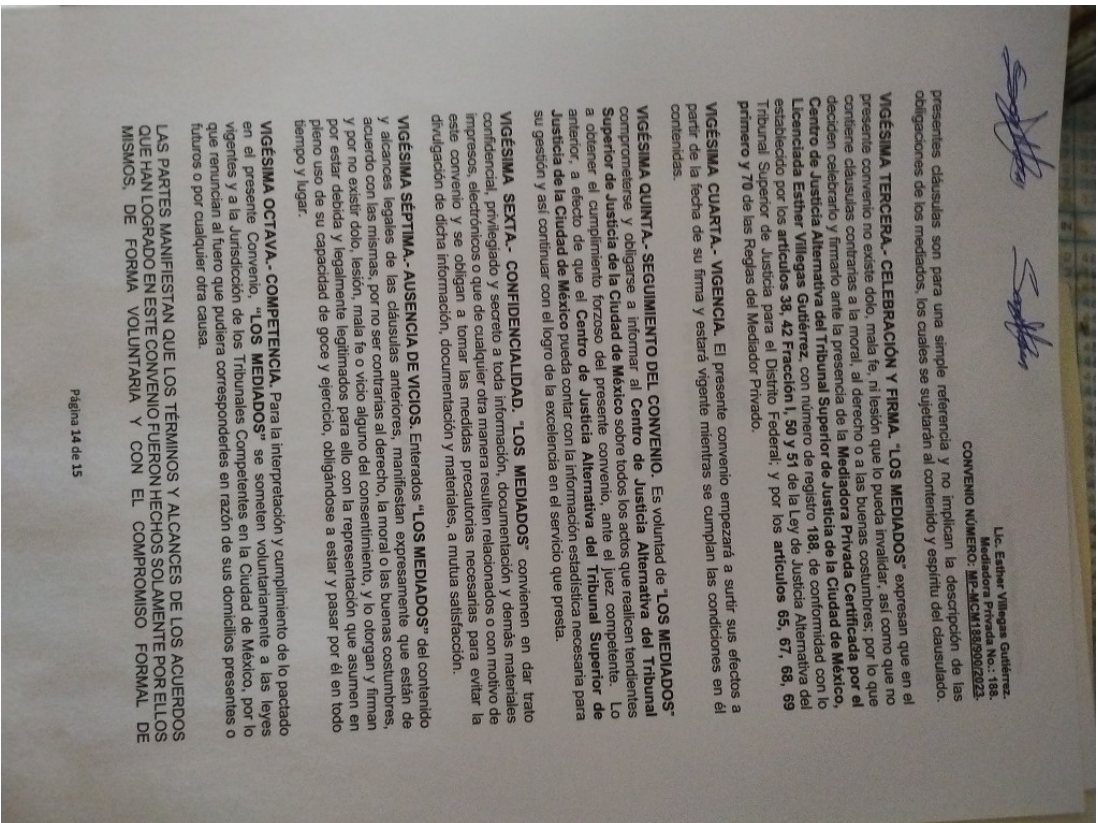 Lic. Esther Villegas Gutiérrez.
Mediadora Privada No.: 188.
CONVENIO NÚMERO: MP-MCM188/900/2023.
presentes cláusulas son para una simple referencia y no implican la descripción de las
obligaciones de los mediados, los cuales se sujetarán al contenido y espíritu del clausulado.
VIGÉSIMA TERCERA.- CELEBRACIÓN Y FIRMA. "LOS MEDIADOS" expresan que en el
presente convenio no existe dolo, mala fe, ni lesión que lo pueda invalidar, así como que no
contiene cláusulas contrarias a la moral, al derecho o a las buenas costumbres; por lo que
deciden celebrarlo y firmarlo ante la presencia de la Mediadora Privada Certificada por el
Centro de Justicia Alternativa del Tribunal Superior de Justicia de la Ciudad de México,
Licenciada Esther Villegas Gutiérrez, con número de registro 188, de conformidad con lo
establecido por los artículos 38, 42 Fracción I, 50 y 51 de la Ley de Justicia Alternativa del
Tribunal Superior de Justicia para el Distrito Federal; y por los artículos 65, 67, 68, 69
primero y 70 de las Reglas del Mediador Privado.
VIGÉSIMA CUARTA.- VIGENCIA. El presente convenio empezará a surtir sus efectos a
partir de la fecha de su firma y estará vigente mientras se cumplan las condiciones en él
contenidas.
VIGÉSIMA QUINTA.- SEGUIMIENTO DEL CONVENIO. Es voluntad de "LOS MEDIADOS"
comprometerse y obligarse a informar al Centro de Justicia Alternativa del Tribunal
Superior de Justicia de la Ciudad de México sobre todos los actos que realicen tendientes
a obtener el cumplimiento forzoso del presente convenio, ante el juez competente. Lo
anterior, a efecto de que el Centro de Justicia Alternativa del Tribunal Superior de
Justicia de la Ciudad de México pueda contar con la información estadística necesaria para
su gestión y así continuar con el logro de la excelencia en el servicio que presta.
VIGÉSIMA SEXTA.- CONFIDENCIALIDAD. "LOS MEDIADOS" convienen en dar trato
confidencial, privilegiado y secreto a toda información, documentación y demás materiales
impresos, electrónicos o que de cualquier otra manera resulten relacionados o con motivo de
este convenio y se obligan a tomar las medidas precautorias necesarias para evitar la
divulgación de dicha información, documentación y materiales, a mutua satisfacción.
VIGÉSIMA SÉPTIMA.- AUSENCIA DE VICIOS. Enterados "LOS MEDIADOS" del contenido
y alcances legales de las cláusulas anteriores, manifiestan expresamente que están de
acuerdo con las mismas, por no ser contrarias al derecho, la moral o las buenas costumbres,
y por no existir dolo, lesión, mala fe o vicio alguno del consentimiento, y lo otorgan y firman
por estar debida y legalmente legitimados para ello con la representación que asumen en
pleno uso de su capacidad de goce y ejercicio, obligándose a estar y pasar por él en todo
tiempo y lugar.
VIGÉSIMA OCTAVA.- COMPETENCIA. Para la interpretación y cumplimiento de lo pactado
en el presente Convenio, "LOS MEDIADOS" se someten voluntariamente a las leyes
vigentes y a la Jurisdicción de los Tribunales Competentes en la Ciudad de México, por lo
que renuncian al fuero que pudiera corresponderles en razón de sus domicilios presentes o
futuros o por cualquier otra causa.
LAS PARTES MANIFIESTAN QUE LOS TÉRMINOS Y ALCANCES DE LOS ACUERDOS
QUE HAN LOGRADO EN ESTE CONVENIO FUERON HECHOS SOLAMENTE POR ELLOS
MISMOS, DE FORMA VOLUNTARIA Y CON EL COMPROMISO FORMAL DE
Página 14 de 15